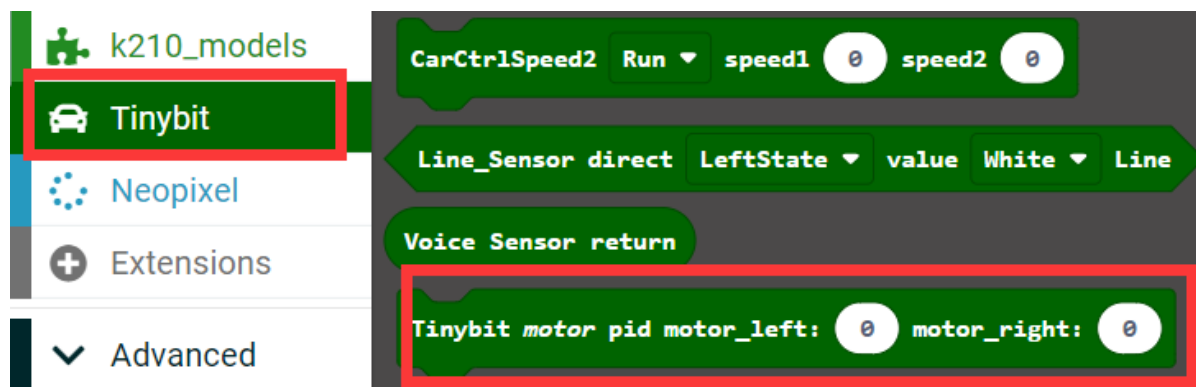 k210_models
Tinybit
Neopixel
Extensions
Advanced
CarCtrlSpeed2 Run speed1 0 speed2 0
Line_Sensor direct LeftState value White Line
Voice Sensor return
Tinybit motor pid motor_left: 0 motor_right: 0